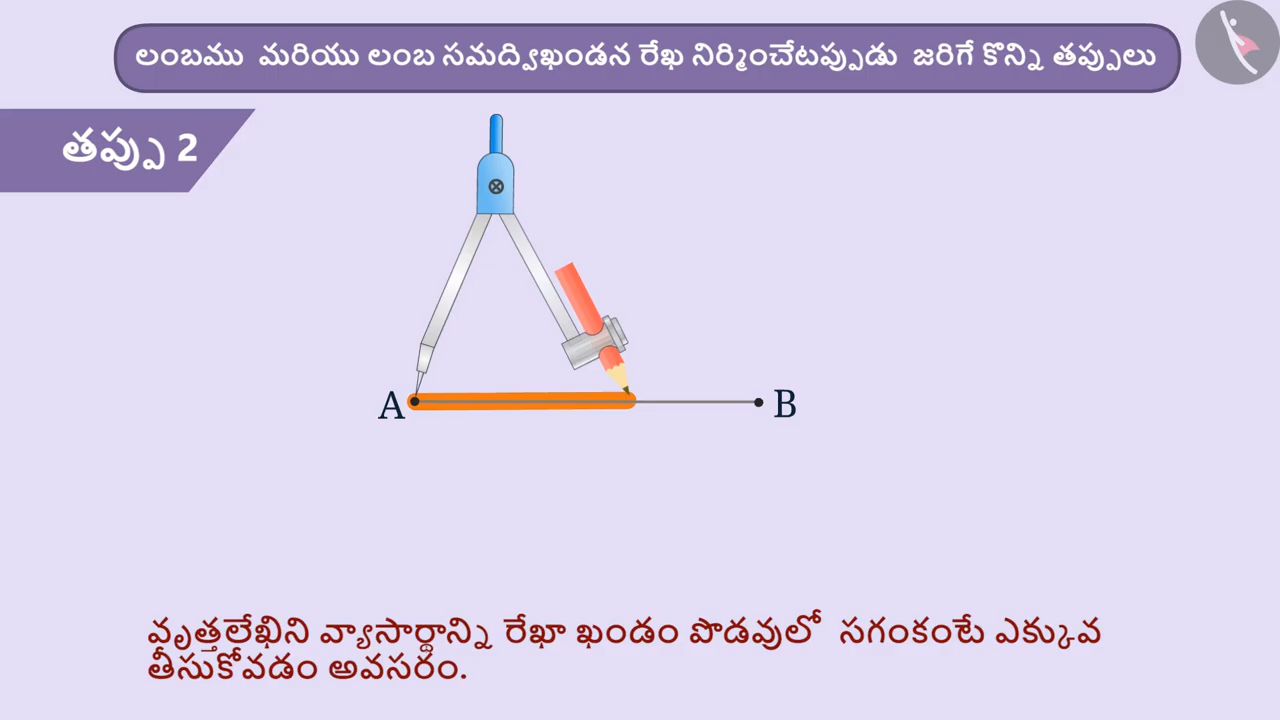 లంబము మరియు లంబ సమద్విఖండన రేఖ నిర్మించేటప్పుడు జరిగే కొన్ని తప్పులు
తప్పు 2
A
B
వృత్తలేఖిని వ్యాసార్థాన్ని రేఖా ఖండం పొడవులో సగంకంటే ఎక్కువ
తీసుకోవడం అవసరం.